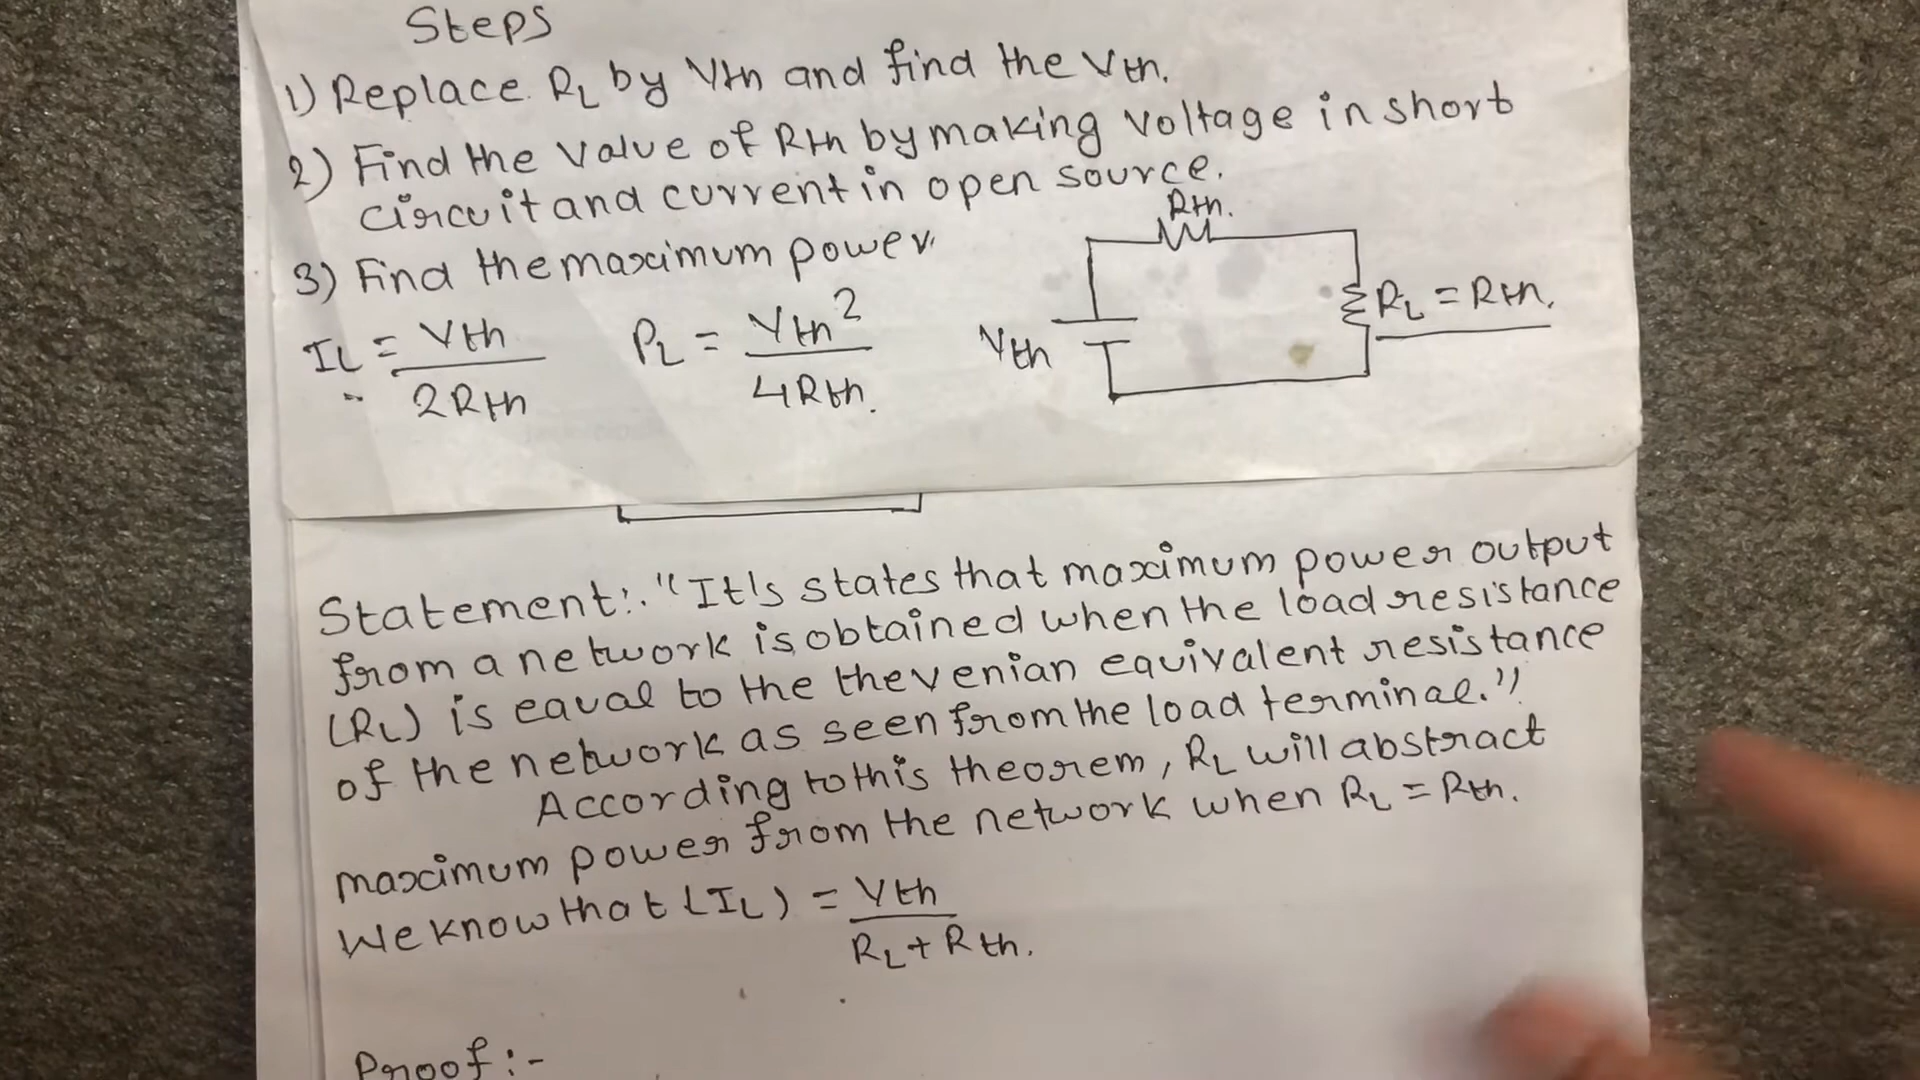 Steps
1) Replace RL by Vth and find the Vth.
2) Find the value of Rth by making voltage in short
circuit and current in open source.
3) Find the maximum power.
IL = Vth / 2Rth PL = Vth² / 4Rth.
Rth.
Vth
RL = Rth.
Statement:. "It's states that maximum power output
from a network is obtained when the load resistance
(RL) is equal to the thevenian equivalent resistance
of the network as seen from the load terminal."
According to this theorem, RL will abstract
maximum power from the network when RL = Rth.
We know that (IL) = Vth / RL + Rth.
Proof :-